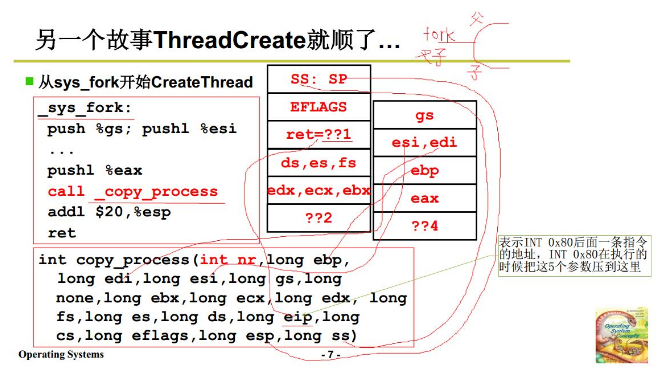 另一个故事ThreadCreate就顺了…
fork
父
子
从sys_fork开始CreateThread
_sys_fork:
push %gs; pushl %esi
...
pushl %eax
call _copy_process
addl $20,%esp
ret
SS: SP
EFLAGS
ret=??1
ds,es,fs
edx,ecx,ebx
??2
gs
esi,edi
ebp
eax
??4
表示INT 0x80后面一条指令
的地址，INT 0x80在执行的
时候把这5个参数压到这里
int copy_process(int nr,long ebp,
long edi,long esi,long gs,long
none,long ebx,long ecx,long edx, long
fs,long es,long ds,long eip,long
cs,long eflags,long esp,long ss)
Operating
System
Concepts
Operating Systems
- 7 -